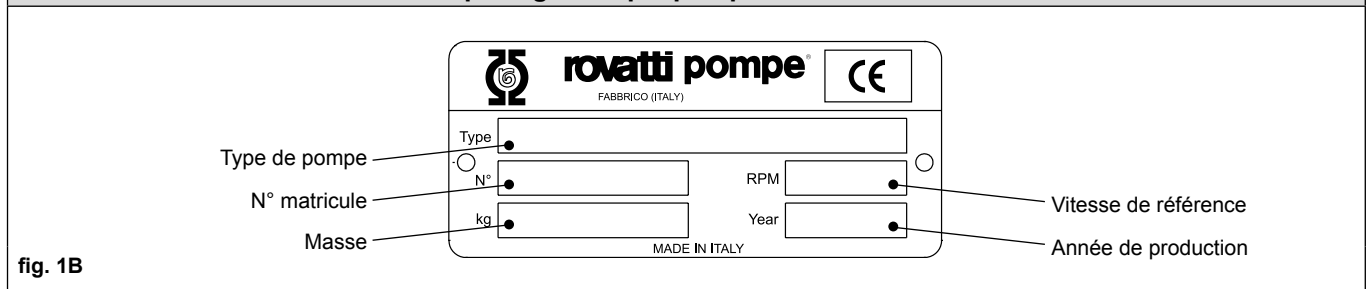 rovatti pompe®
CE
FABBRICO (ITALY)
Type
Type de pompe
N°
RPM
N° matricule
Vitesse de référence
kg
Year
Masse
Année de production
MADE IN ITALY
fig. 1B